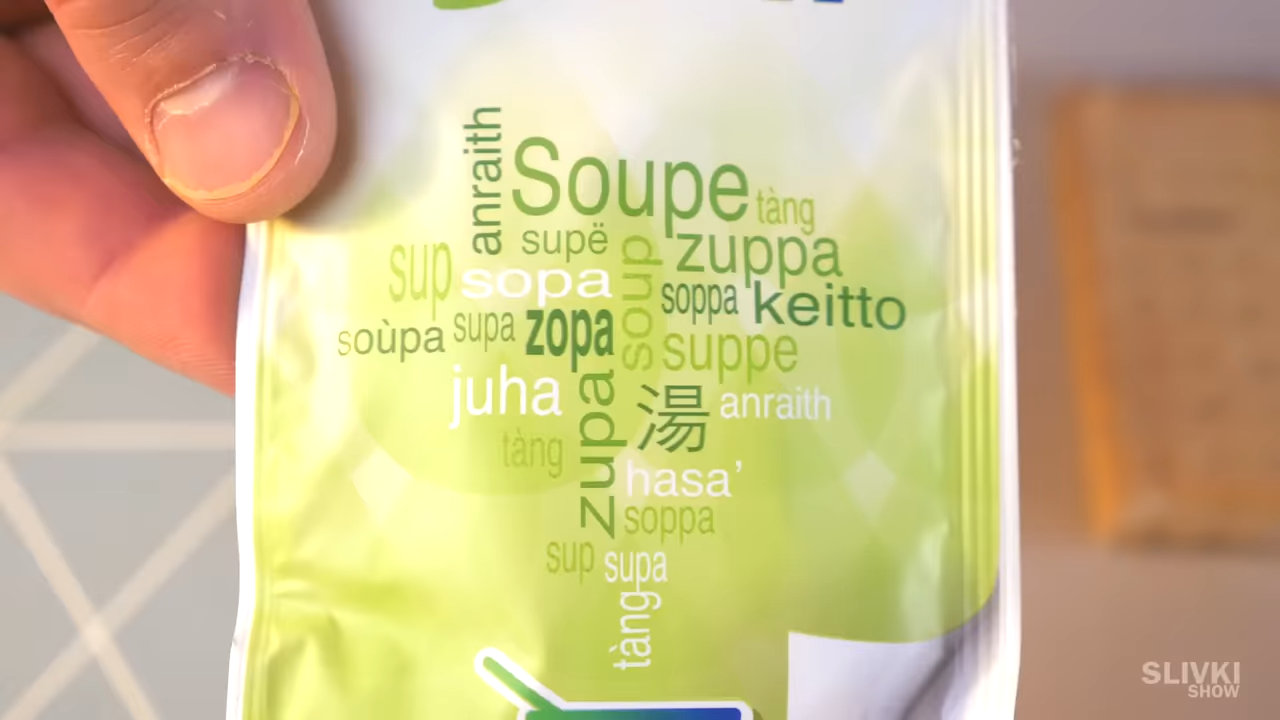 anraith
Soupe
tàng
supë
zuppa
sup
sopa
soup
soppa
keitto
soùpa
supa
zopa
suppe
juha
zupa
湯
anraith
tàng
hasa’
soppa
sup
supa
tàng
SLIVKI
SHOW